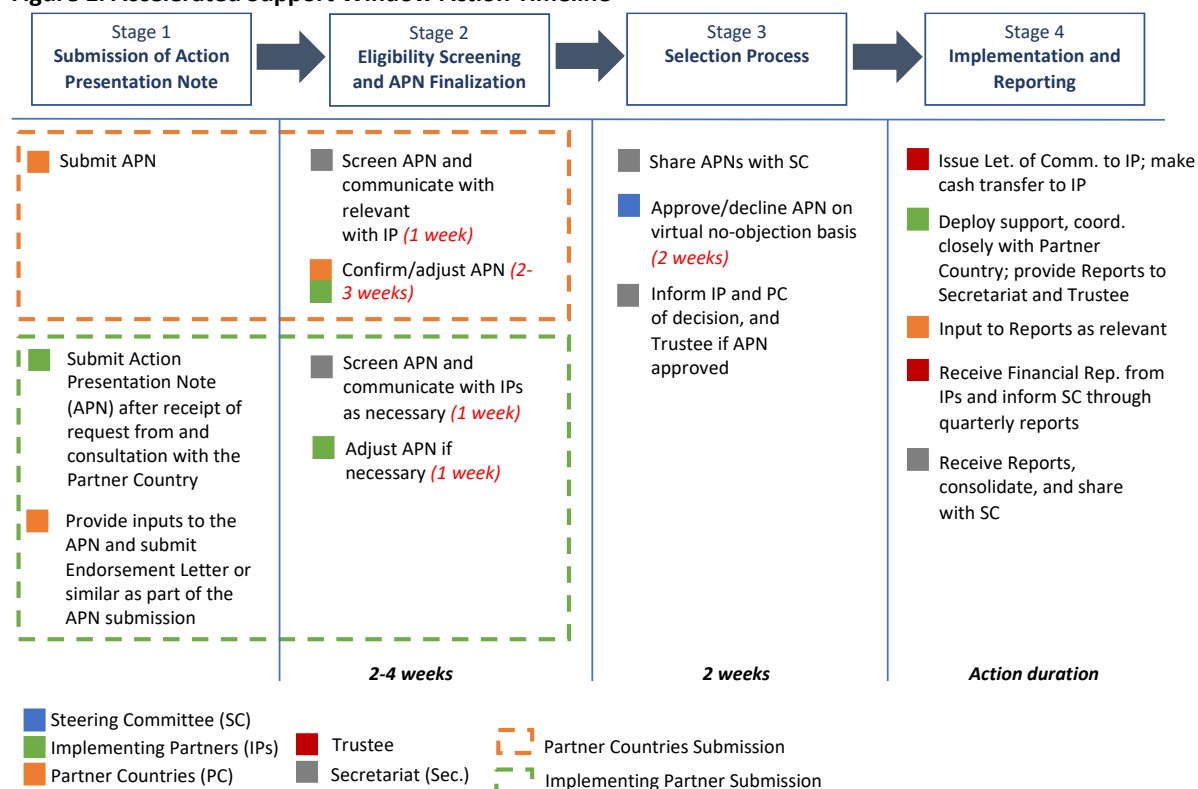 Figure Accelerated Support Window Action Timeline
Stage 1
Submission of Action
Presentation Note
Stage 2
Eligibility Screening
and APN Finalization
Stage 3
Selection Process
Stage 4
Implementation and
Reporting
Submit APN
Screen APN and
communicate with
relevant
with IP (1 week)
Confirm/adjust APN (2-
3 weeks)
Submit Action
Presentation Note
(APN) after receipt of
request from and
consultation with the
Partner Country
Provide inputs to the
APN and submit
Endorsement Letter or
similar as part of the
APN submission
Screen APN and
communicate with IPs
as necessary (1 week)
Adjust APN if
necessary (1 week)
2-4 weeks
Share APNs with SC
Approve/decline APN on
virtual no-objection basis
(2 weeks)
Inform IP and PC
of decision, and
Trustee if APN
approved
2 weeks
Issue Let. of Comm. to IP; make
cash transfer to IP
Deploy support, coord.
closely with Partner
Country; provide Reports to
Secretariat and Trustee
Input to Reports as relevant
Receive Financial Rep. from
IPs and inform SC through
quarterly reports
Receive Reports,
consolidate, and share
with SC
Action duration
Steering Committee (SC)
Implementing Partners (IPs)
Partner Countries (PC)
Trustee
Secretariat (Sec.)
Partner Countries Submission
Implementing Partner Submission